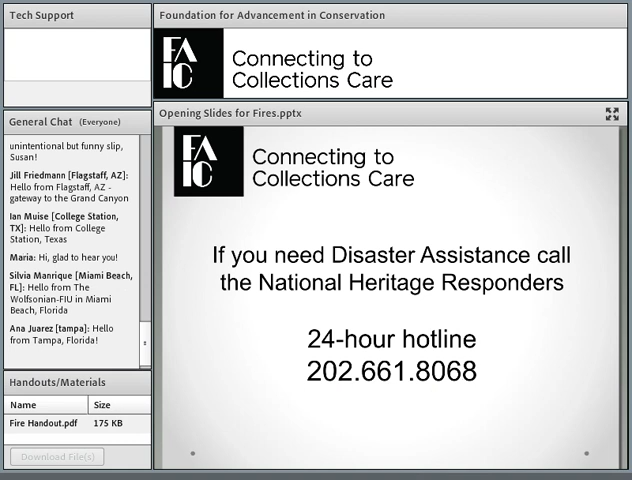 Tech Support
Foundation for Advancement in Conservation
FA
IC
Connecting to
Collections Care
General Chat (Everyone)
unintentional but funny slip,
Susan!
Jill Friedmann [Flagstaff, AZ]:
Hello from Flagstaff, AZ -
gateway to the Grand Canyon
Ian Muise [College Station,
TX]: Hello from College
Station, Texas
Maria: Hi, glad to hear you!
Silvia Manrique [Miami Beach,
FL]: Hello from The
Wolfsonian-FIU in Miami
Beach, Florida
Ana Juarez [tampa]: Hello
from Tampa, Florida!
Handouts/Materials
Name Size
Fire Handout.pdf 175 KB
Download File(s)
Opening Slides for Fires.pptx
FA
IC
Connecting to
Collections Care
If you need Disaster Assistance call
the National Heritage Responders
24-hour hotline
202.661.8068